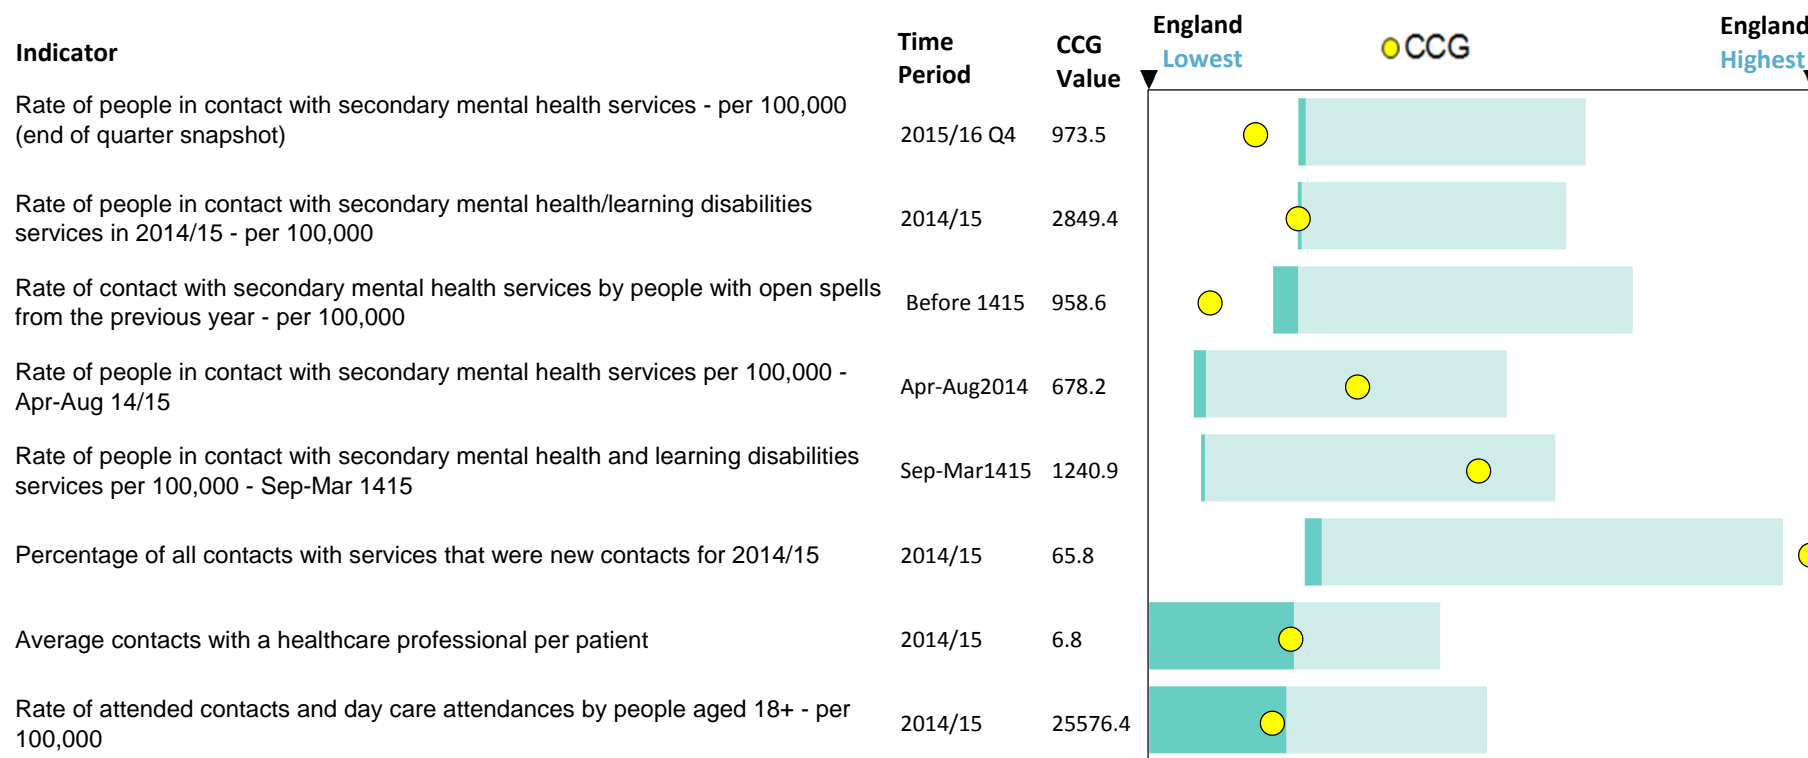 Indicator
Time Period
CCG Value
England Lowest
CCG
England Highest
Rate of people in contact with secondary mental health services - per 100,000
(end of quarter snapshot)
2015/16 Q4
973.5
Rate of people in contact with secondary mental health/learning disabilities
services in 2014/15 - per 100,000
2014/15
2849.4
Rate of contact with secondary mental health services by people with open spells
from the previous year - per 100,000
Before 1415
958.6
Rate of people in contact with secondary mental health services per 100,000 -
Apr-Aug 14/15
Apr-Aug2014
678.2
Rate of people in contact with secondary mental health and learning disabilities
services per 100,000 - Sep-Mar 1415
Sep-Mar1415
1240.9
Percentage of all contacts with services that were new contacts for 2014/15
2014/15
65.8
Average contacts with a healthcare professional per patient
2014/15
6.8
Rate of attended contacts and day care attendances by people aged 18+ - per
100,000
2014/15
25576.4